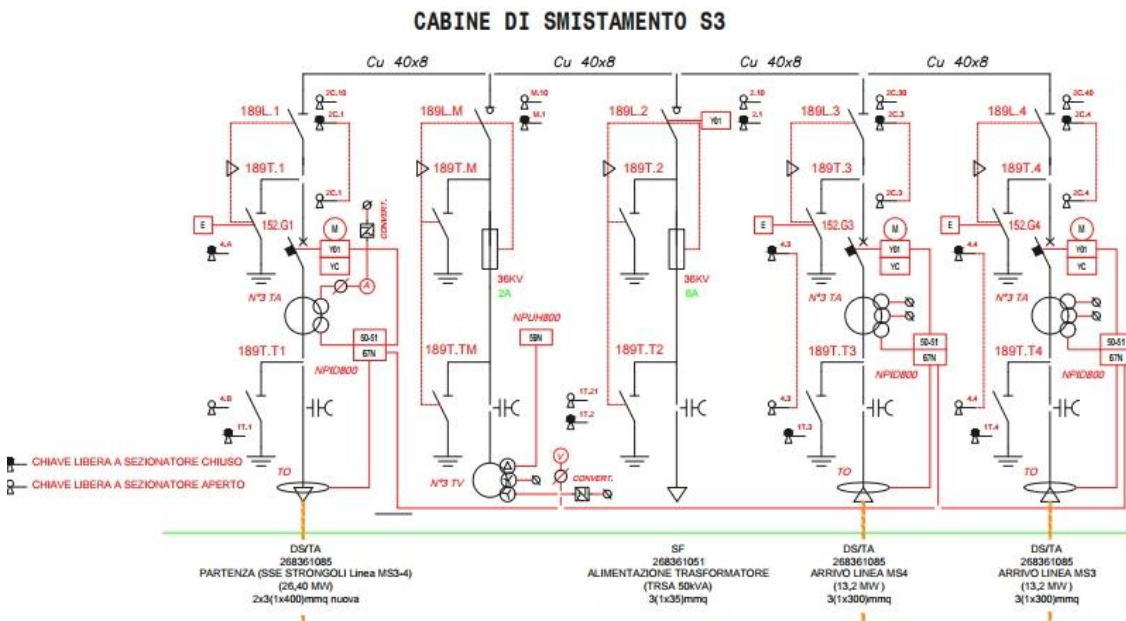 CABINE DI SMISTAMENTO S3
Cu 40x8
Cu 40x8
Cu 40x8
Cu 40x8
189L.1
2C.10
2C.1
189T.1
2C.1
E
152.G1
4.A
M
Y01
YC
CONVERT.
A
N°3 TA
50-51
67N
NPID800
189T.T1
4.B
1T.1
TO
189L.M
M.10
M.1
189T.M
36KV
2A
189T.TM
NPUH800
59N
N°3 TV
V
CONVERT.
189L.2
Y01
2.10
2.1
189T.2
36KV
6A
189T.T2
1T.21
1T.2
189L.3
2C.30
2C.3
189T.3
2C.3
E
152.G3
4.3
M
Y01
YC
N°3 TA
50-51
67N
NPID800
189T.T3
4.3
1T.3
TO
189L.4
2C.40
2C.4
189T.4
2C.4
E
152.G4
4.4
M
Y01
YC
N°3 TA
50-51
67N
NPID800
189T.T4
4.4
1T.4
TO
CHIAVE LIBERA A SEZIONATORE CHIUSO
CHIAVE LIBERA A SEZIONATORE APERTO
DS/TA
268361085
PARTENZA (SSE STRONGOLI Linea MS3-4)
(26,40 MW)
2x3(1x400)mmq nuova
SF
268361051
ALIMENTAZIONE TRASFORMATORE
(TRSA 50kVA)
3(1x35)mmq
DS/TA
268361085
ARRIVO LINEA MS4
(13,2 MW )
3(1x300)mmq
DS/TA
268361085
ARRIVO LINEA MS3
(13,2 MW )
3(1x300)mmq